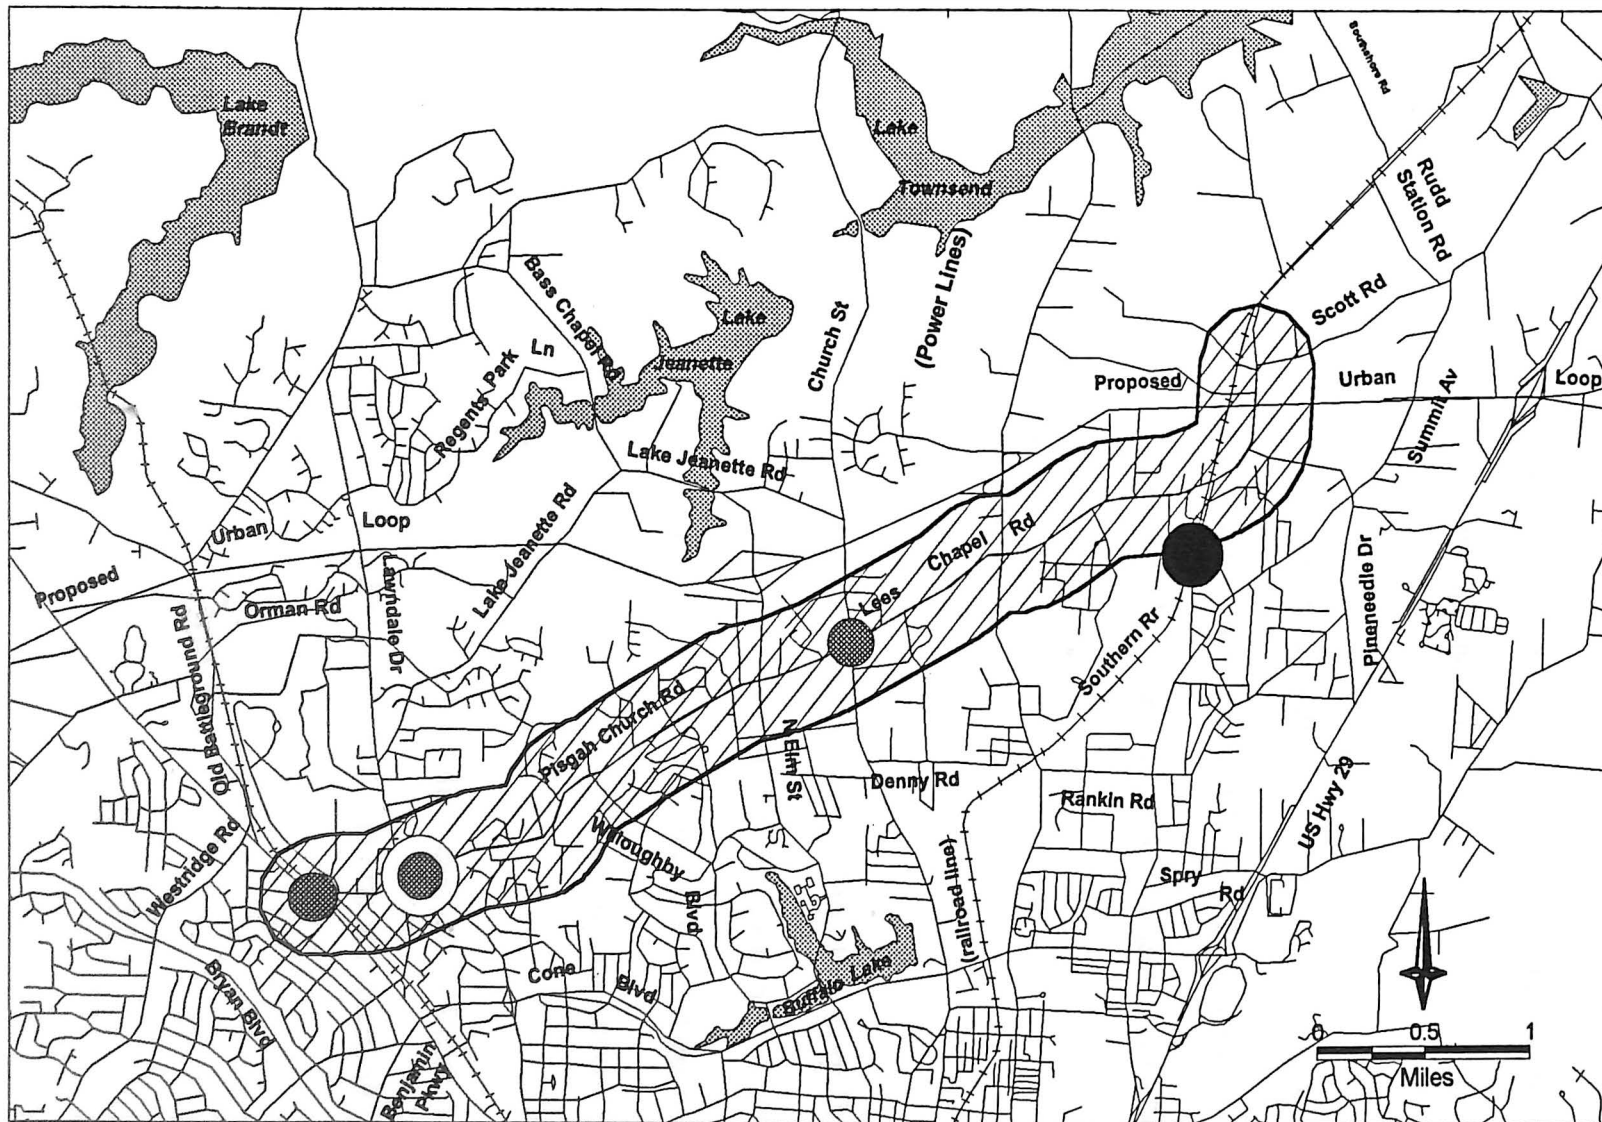 Southshore Rd
Lake
Brandt
Lake
Townsend
Rudd
Station Rd
Bass Chapel Rd
(Power Lines)
Church St
Scott Rd
Lake
Jeanette
Ln
Regents Park
Proposed
Urban
Loop
Summit Av
Lake Jeanette Rd
Urban
Loop
Lake Jeanette Rd
Chapel
Rd
Pineneedle Dr
Proposed
Orman Rd
Lawndale Dr
Lees
Southern Rr
Old Battleground Rd
Pisgah Church Rd
N Elm St
Denny Rd
Rankin Rd
US Hwy 29
Westridge Rd
Willoughby
Blvd
Spry
Rd
(railroad line)
Cone
Blvd
Buffalo Lake
Bryan Blvd
Benjamin
Pkwy
0 0.5 1
Miles